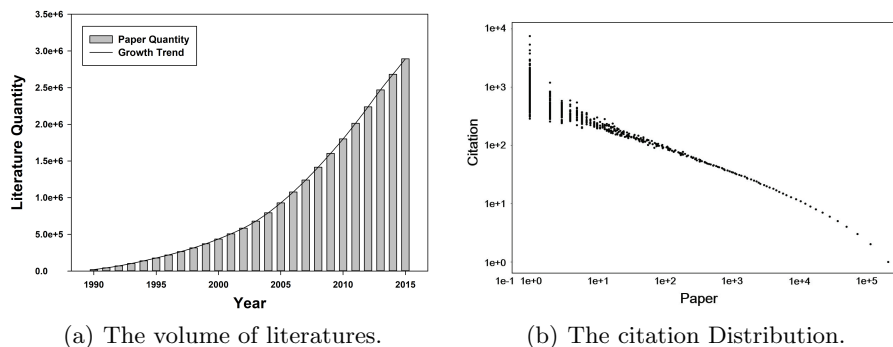 3.5e+6
3.0e+6
2.5e+6
2.0e+6
1.5e+6
1.0e+6
5.0e+5
0.0
Literature Quantity
Paper Quantity
Growth Trend
1990 1995 2000 2005 2010 2015
Year
(a) The volume of literatures.
1e+4
1e+3
1e+2
1e+1
1e+0
Citation
1e-1 1e+0 1e+1 1e+2 1e+3 1e+4 1e+5
Paper
(b) The citation Distribution.